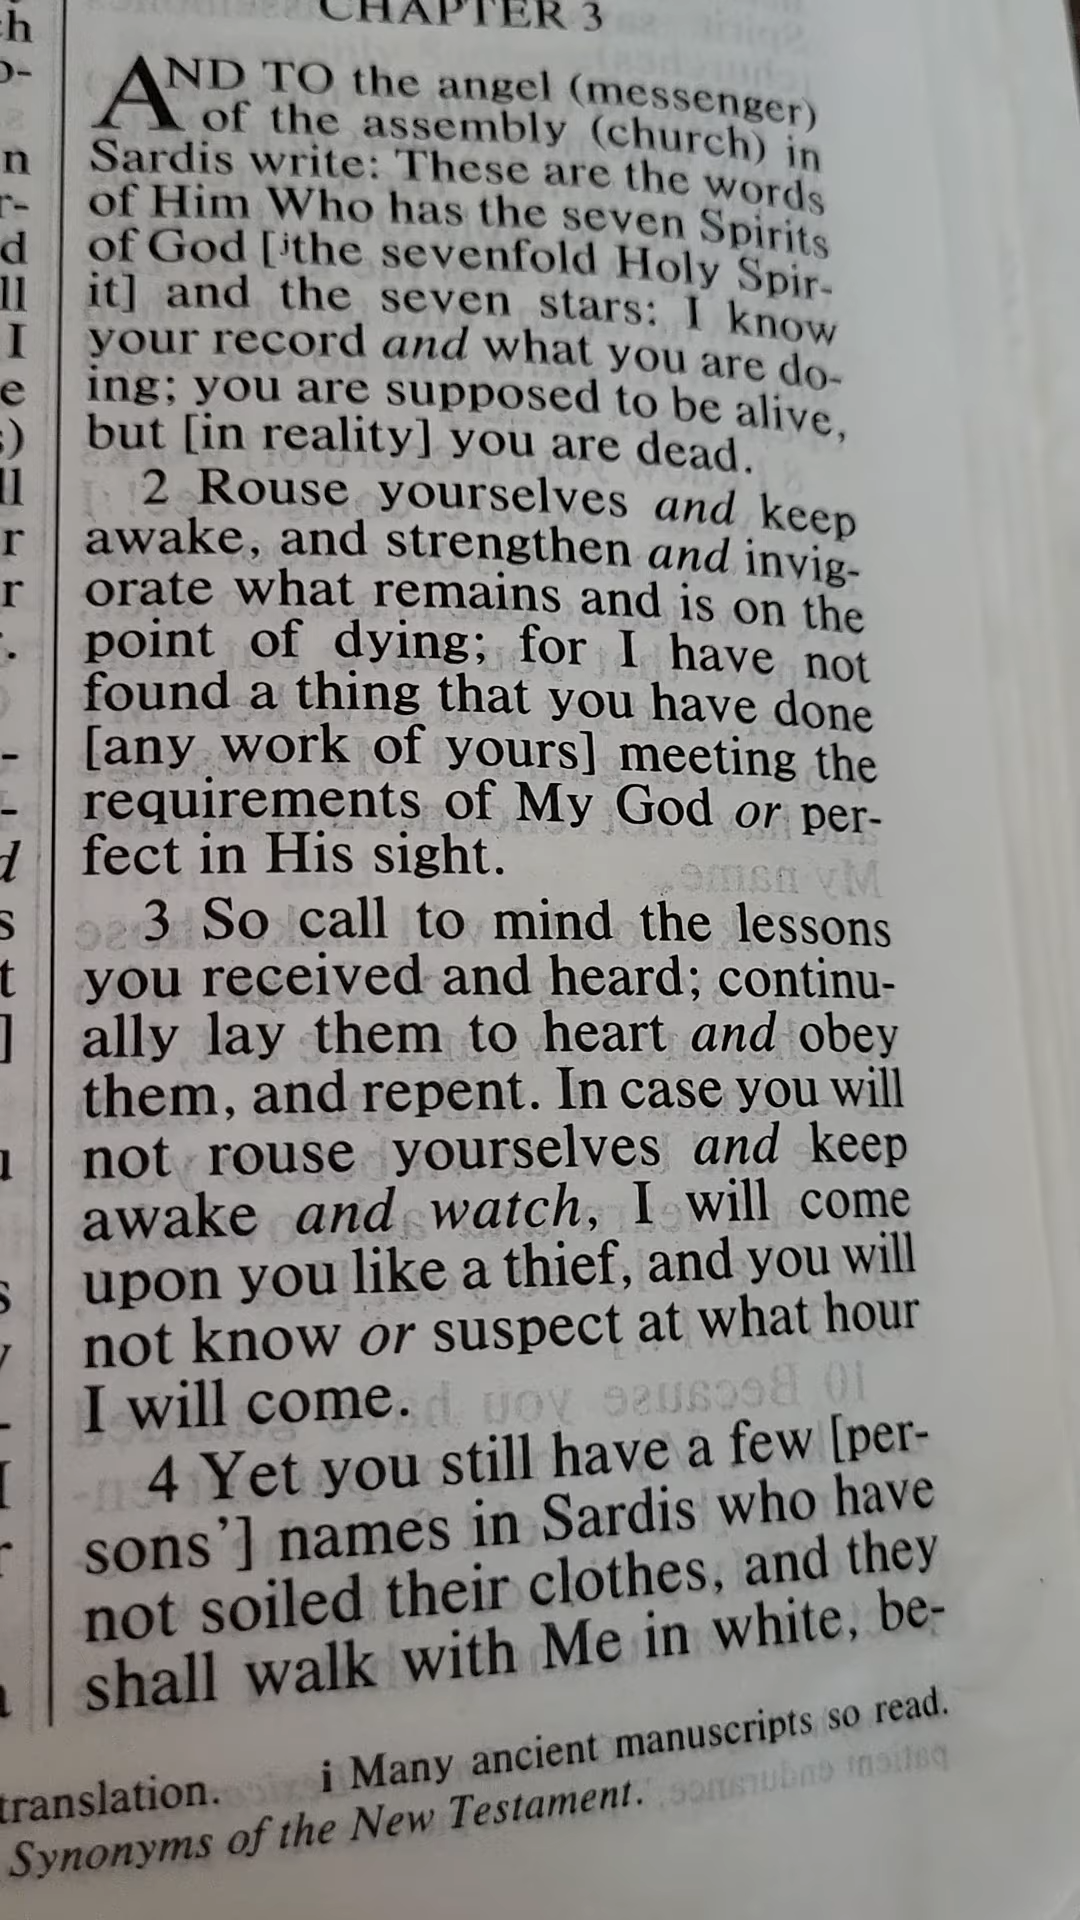 CHAPTER 3
AND TO the angel (messenger)
of the assembly (church) in
Sardis write: These are the words
of Him Who has the seven Spirits
of God [ʲthe sevenfold Holy Spir-
it] and the seven stars: I know
your record and what you are do-
ing; you are supposed to be alive,
but [in reality] you are dead.
2 Rouse yourselves and keep
awake, and strengthen and invig-
orate what remains and is on the
point of dying; for I have not
found a thing that you have done
[any work of yours] meeting the
requirements of My God or per-
fect in His sight.
3 So call to mind the lessons
you received and heard; continu-
ally lay them to heart and obey
them, and repent. In case you will
not rouse yourselves and keep
awake and watch, I will come
upon you like a thief, and you will
not know or suspect at what hour
I will come.
4 Yet you still have a few [per-
sons'] names in Sardis who have
not soiled their clothes, and they
shall walk with Me in white, be-
translation. i Many ancient manuscripts so read.
Synonyms of the New Testament.